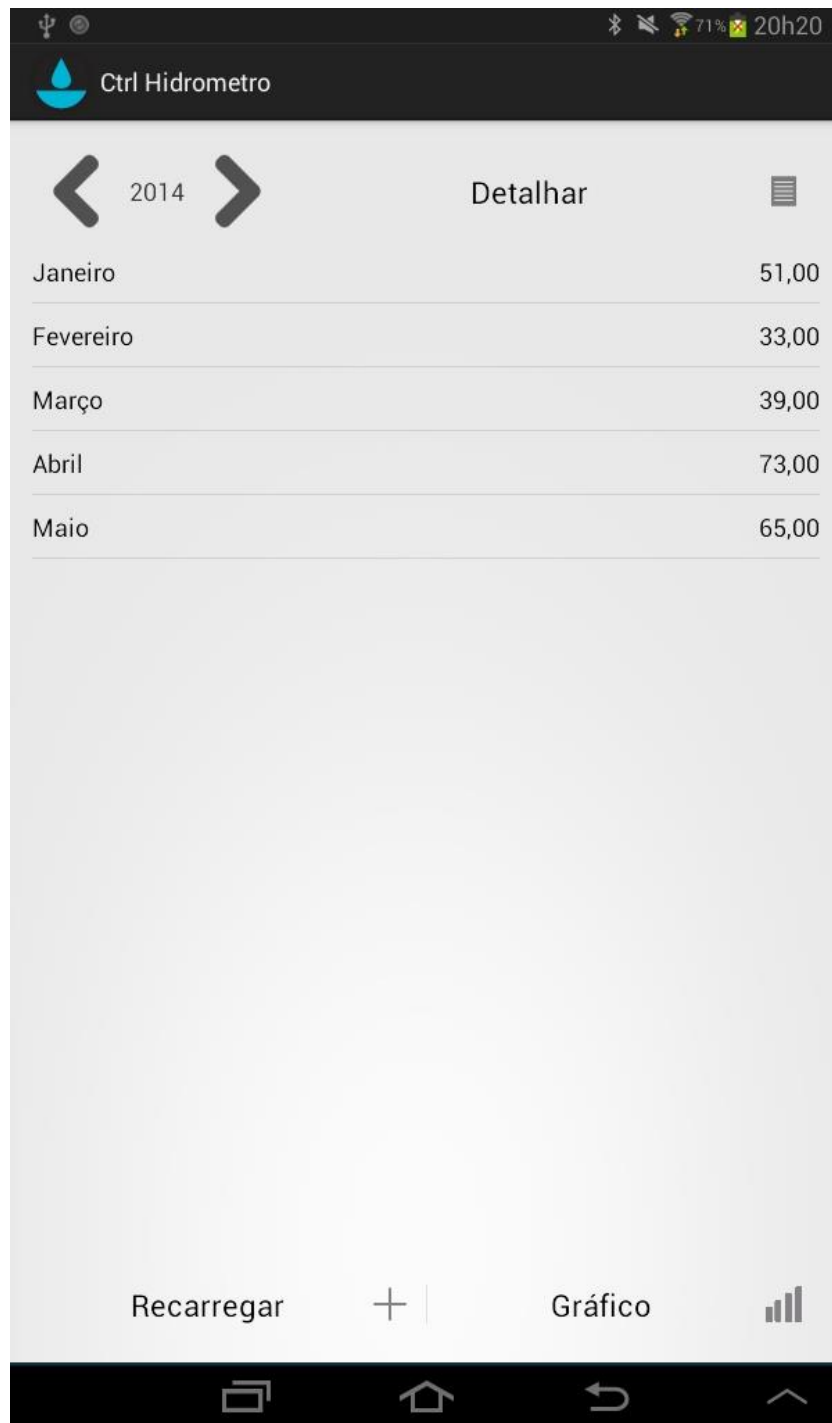 71% 20h20
Ctrl Hidrometro
2014 Detalhar
Janeiro 51,00
Fevereiro 33,00
Março 39,00
Abril 73,00
Maio 65,00
Recarregar Gráfico